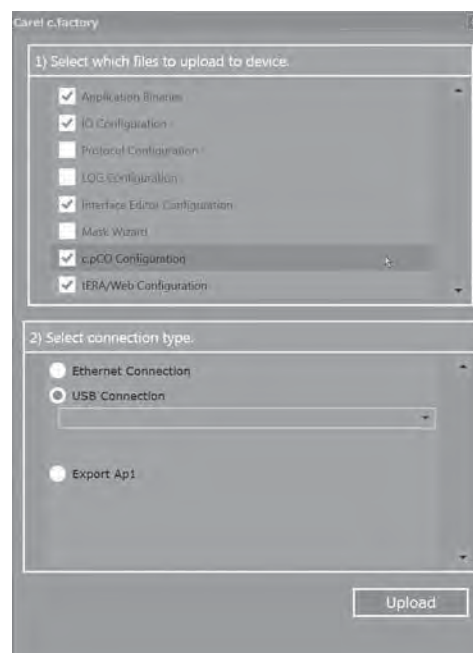 Carel c.factory
1) Select which files to upload to device.
Application Binaries
IO Configuration
Protocol Configuration
LOG Configuration
Interface Editor Configuration
Mask Wizard
c.pCO Configuration
tERA/Web Configuration
2) Select connection type.
Ethernet Connection
USB Connection
Export Ap1
Upload